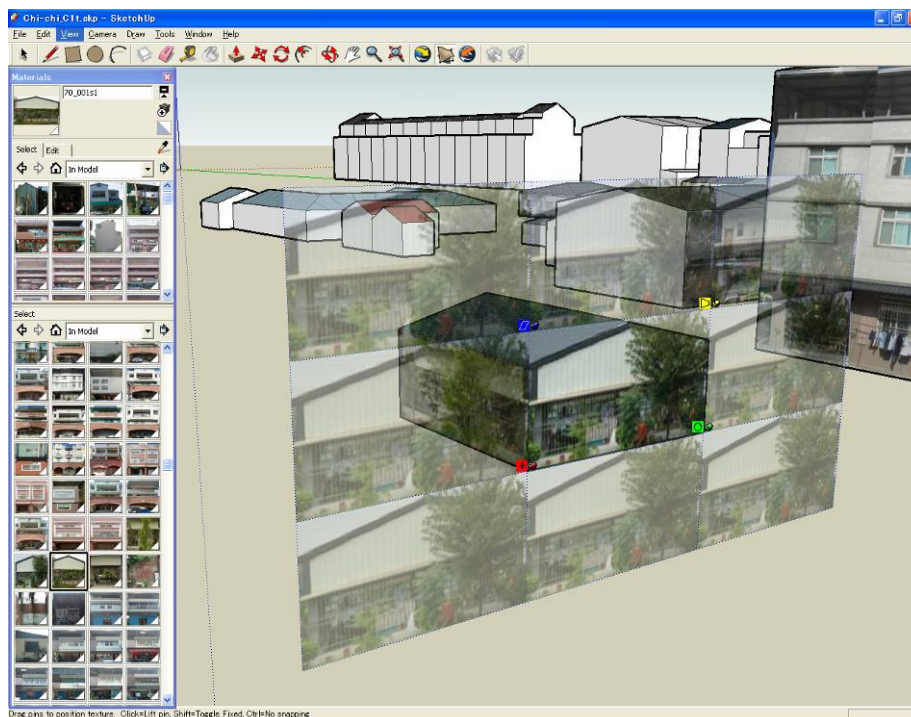 Chi-chi_C1t.skp - SketchUp
File Edit View Camera Draw Tools Window Help
Materials
70_001s1
Select Edit
In Model
Select
In Model
Drag pins to position texture. Click=Lift pin, Shift=Toggle Fixed, Ctrl=No snapping